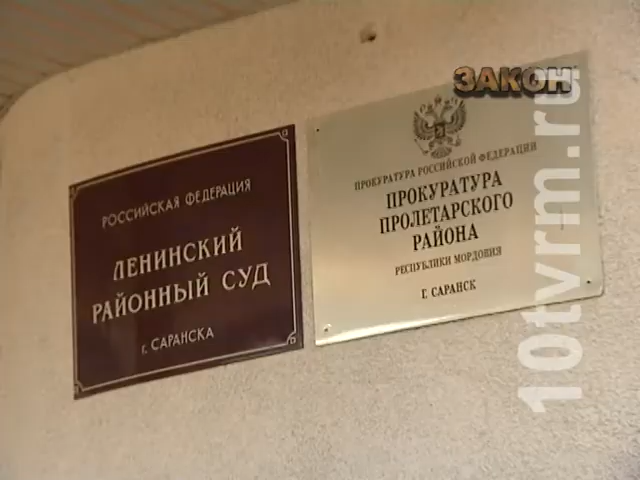 РОССИЙСКАЯ ФЕДЕРАЦИЯ
ЛЕНИНСКИЙ
РАЙОННЫЙ СУД
г. САРАНСКА
ЗАКОН
ПРОКУРАТУРА РОССИЙСКОЙ ФЕДЕРАЦИИ
ПРОКУРАТУРА
ПРОЛЕТАРСКОГО
РАЙОНА
РЕСПУБЛИКИ МОРДОВИЯ
Г. САРАНСК
10tvrm.ru